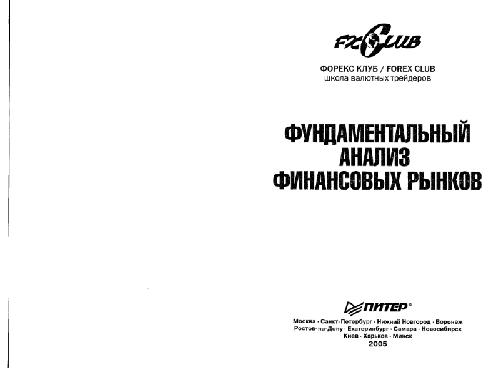 FXCLUB
ФОРЕКС КЛУБ / FOREX CLUB
школа валютных трейдеров
ФУНДАМЕНТАЛЬНЫЙ
АНАЛИЗ
ФИНАНСОВЫХ РЫНКОВ
ПИТЕР®
Москва · Санкт-Петербург · Нижний Новгород · Воронеж
Ростов-на-Дону · Екатеринбург · Самара · Новосибирск
Киев · Харьков · Минск
2005